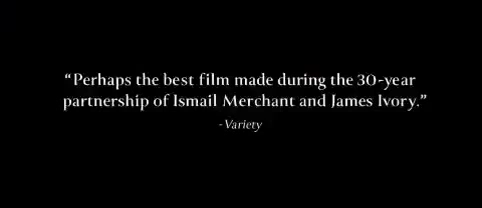 “Perhaps the best film made during the 30-year
partnership of Ismail Merchant and James Ivory.”
-Variety